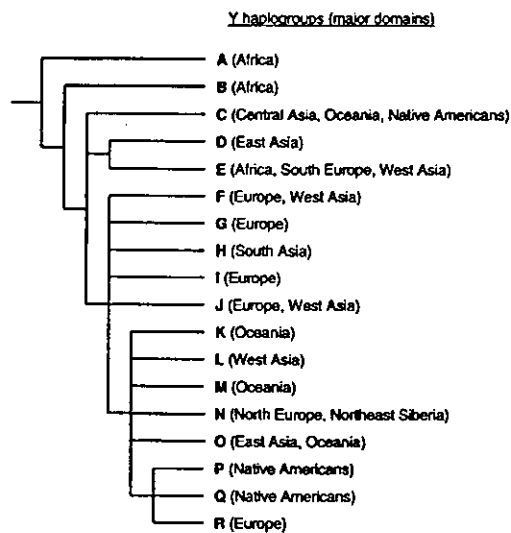 Y haplogroups (major domains)
A (Africa)
B (Africa)
C (Central Asia, Oceania, Native Americans)
D (East Asia)
E (Africa, South Europe, West Asia)
F (Europe, West Asia)
G (Europe)
H (South Asia)
I (Europe)
J (Europe, West Asia)
K (Oceania)
L (West Asia)
M (Oceania)
N (North Europe, Northeast Siberia)
O (East Asia, Oceania)
P (Native Americans)
Q (Native Americans)
R (Europe)